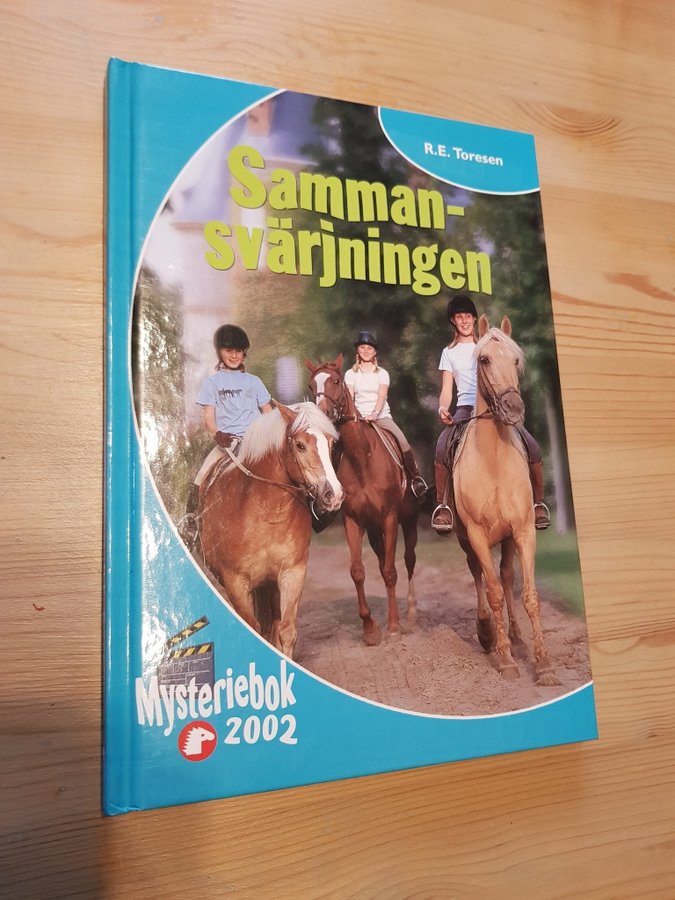 R.E. Toresen
Samman-
svärjningen
Mysteriebok
2002